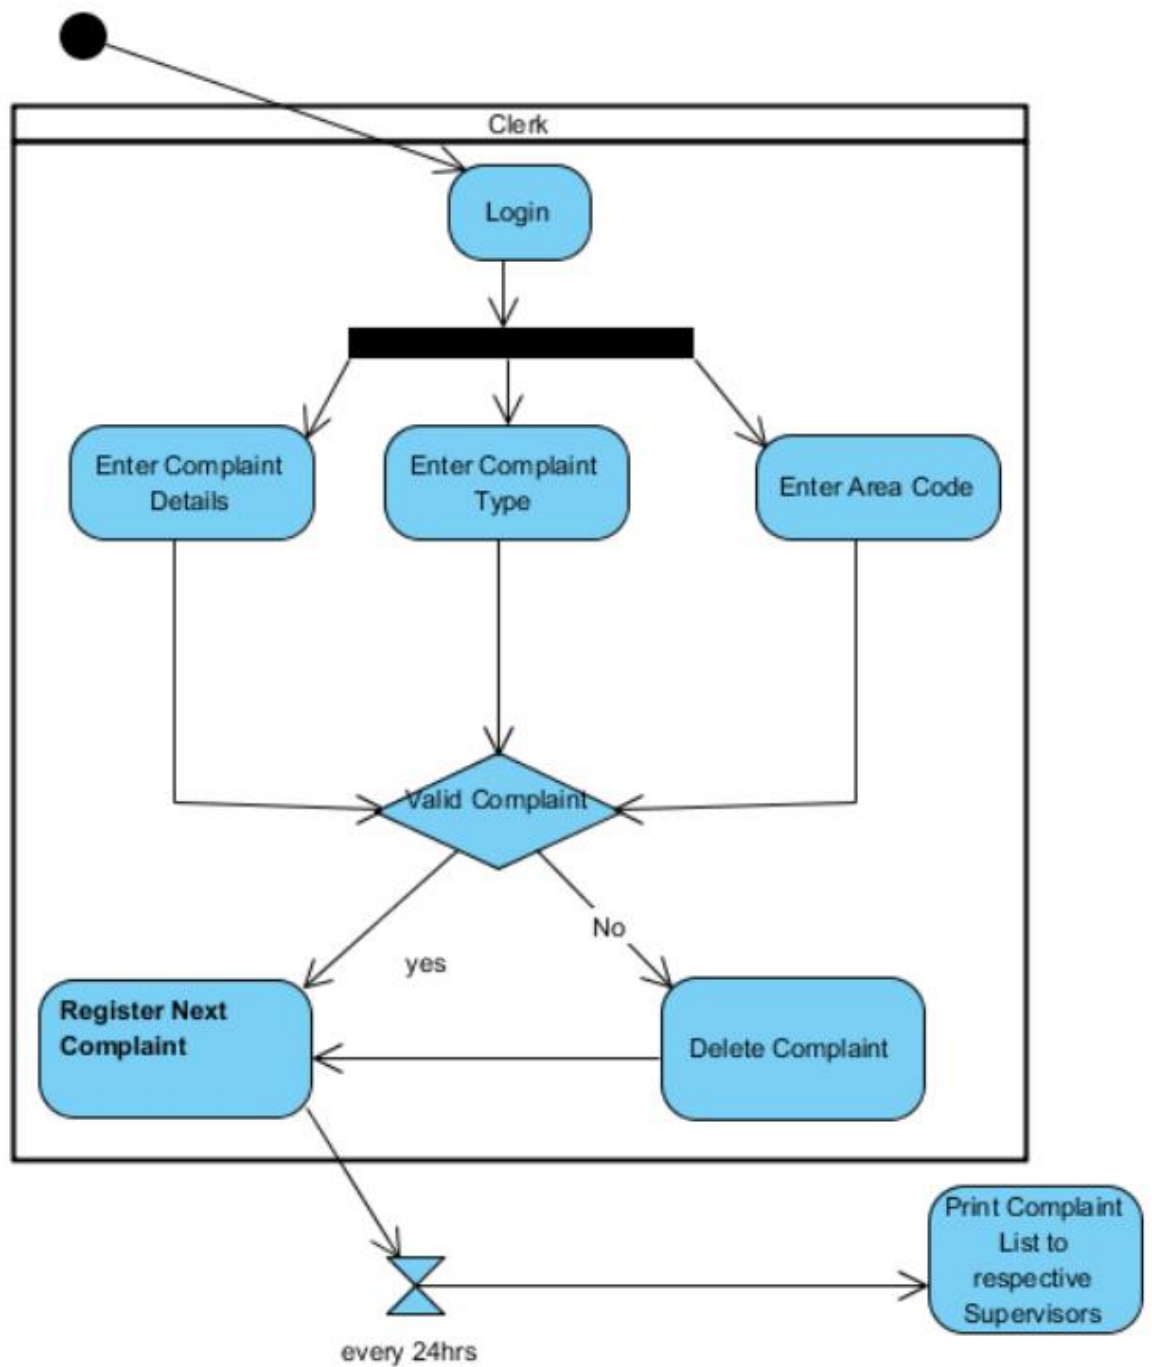 Clerk
Login
Enter Complaint
Details
Enter Complaint
Type
Enter Area Code
Valid Complaint
No
yes
Register Next
Complaint
Delete Complaint
Print Complaint
List to
respective
Supervisors
every 24hrs